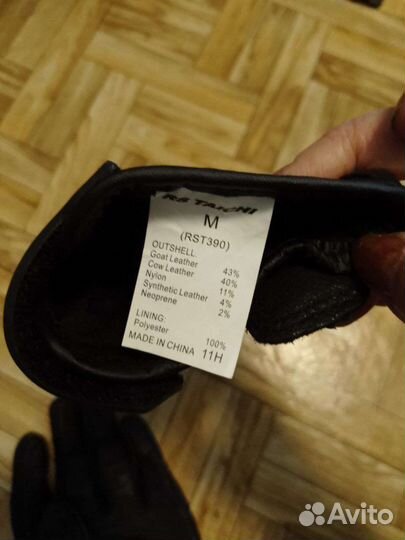 RS TAICHI
M
(RST390)
OUTSHELL:
Goat Leather 43%
Cow Leather 40%
Nylon 11%
Synthetic Leather 4%
Neoprene 2%
LINING:
Polyester 100%
MADE IN CHINA 11H
Avito